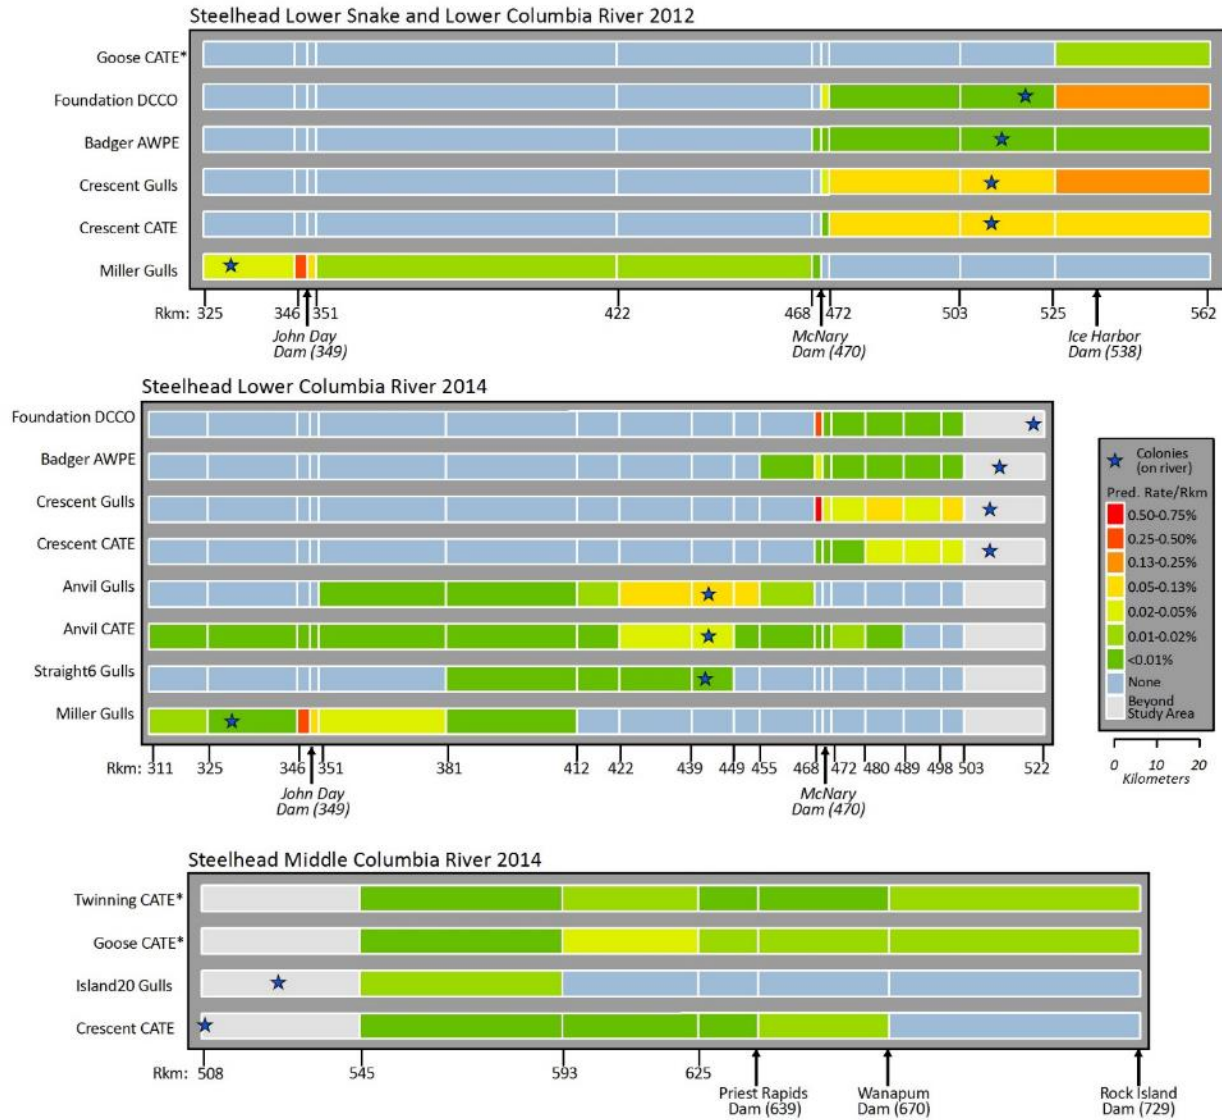 Steelhead Lower Snake and Lower Columbia River 2012
Goose CATE*
Foundation DCCO
Badger AWPE
Crescent Gulls
Crescent CATE
Miller Gulls
Rkm: 325 346 351 422 468 472 503 525 562
John Day McNary Ice Harbor
Dam (349) Dam (470) Dam (538)
Steelhead Lower Columbia River 2014
Foundation DCCO
Badger AWPE
Crescent Gulls
Crescent CATE
Anvil Gulls
Anvil CATE
Straight6 Gulls
Miller Gulls
Rkm: 311 325 346 351 381 412 422 439 449 455 468 472 480 489 498 503 522
John Day McNary
Dam (349) Dam (470)
Colonies
(on river)
Pred. Rate/Rkm
0.50-0.75%
0.25-0.50%
0.13-0.25%
0.05-0.13%
0.02-0.05%
0.01-0.02%
<0.01%
None
Beyond
Study Area
0 10 20
Kilometers
Steelhead Middle Columbia River 2014
Twinning CATE*
Goose CATE*
Island20 Gulls
Crescent CATE
Rkm: 508 545 593 625
Priest Rapids Wanapum Rock Island
Dam (639) Dam (670) Dam (729)